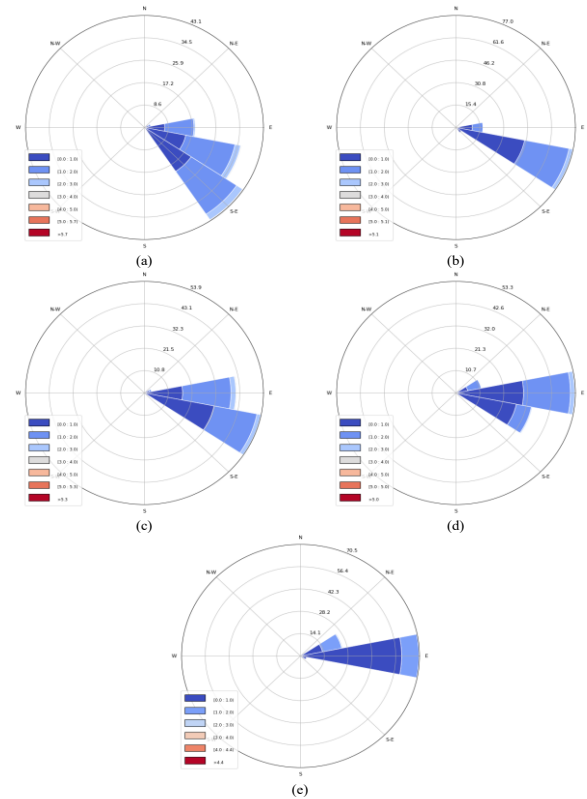 N
43.1
N-W
34.5
N-E
25.9
17.2
8.6
W
E
[0.0 : 1.0)
[1.0 : 2.0)
[2.0 : 3.0)
[3.0 : 4.0)
[4.0 : 5.0)
[5.0 : 5.7)
>5.7
S-E
S
(a)
N
77.0
N-W
61.6
N-E
46.2
30.8
15.4
W
E
[0.0 : 1.0)
[1.0 : 2.0)
[2.0 : 3.0)
[3.0 : 4.0)
[4.0 : 5.0)
[5.0 : 5.1)
>5.1
S-E
S
(b)
N
53.9
N-W
43.1
N-E
32.3
21.5
10.8
W
E
[0.0 : 1.0)
[1.0 : 2.0)
[2.0 : 3.0)
[3.0 : 4.0)
[4.0 : 5.0)
S-E
S
(c)
N
53.3
N-W
42.6
N-E
32.0
21.3
10.7
W
E
[0.0 : 1.0)
[1.0 : 2.0)
[2.0 : 3.0)
[3.0 : 4.0)
[4.0 : 5.0)
S-E
S
(d)
N
70.5
N-W
56.4
N-E
42.3
28.2
14.1
W
E
[0.0 : 1.0)
[1.0 : 2.0)
[2.0 : 3.0)
[3.0 : 4.0)
[4.0 : 4.4)
>4.4
S-E
S
(e)